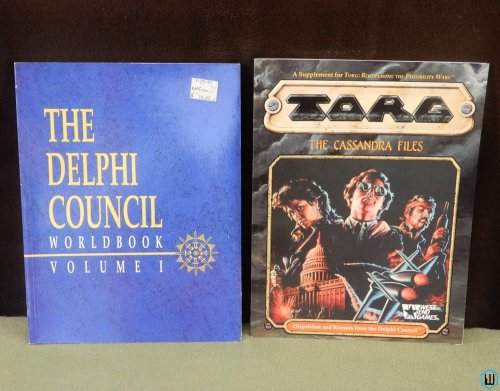 THE
DELPHI
COUNCIL
WORLDBOOK
VOLUME I
A Supplement for TORG: ROLEPLAYING THE POSSIBILITY WARS
TORG
THE CASSANDRA FILES
WEST
END
GAMES
Dispatches and Rumors from the Delphi Council